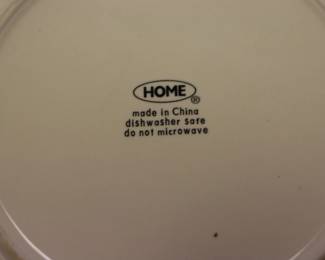 HOME ®
made in China
dishwasher safe
do not microwave